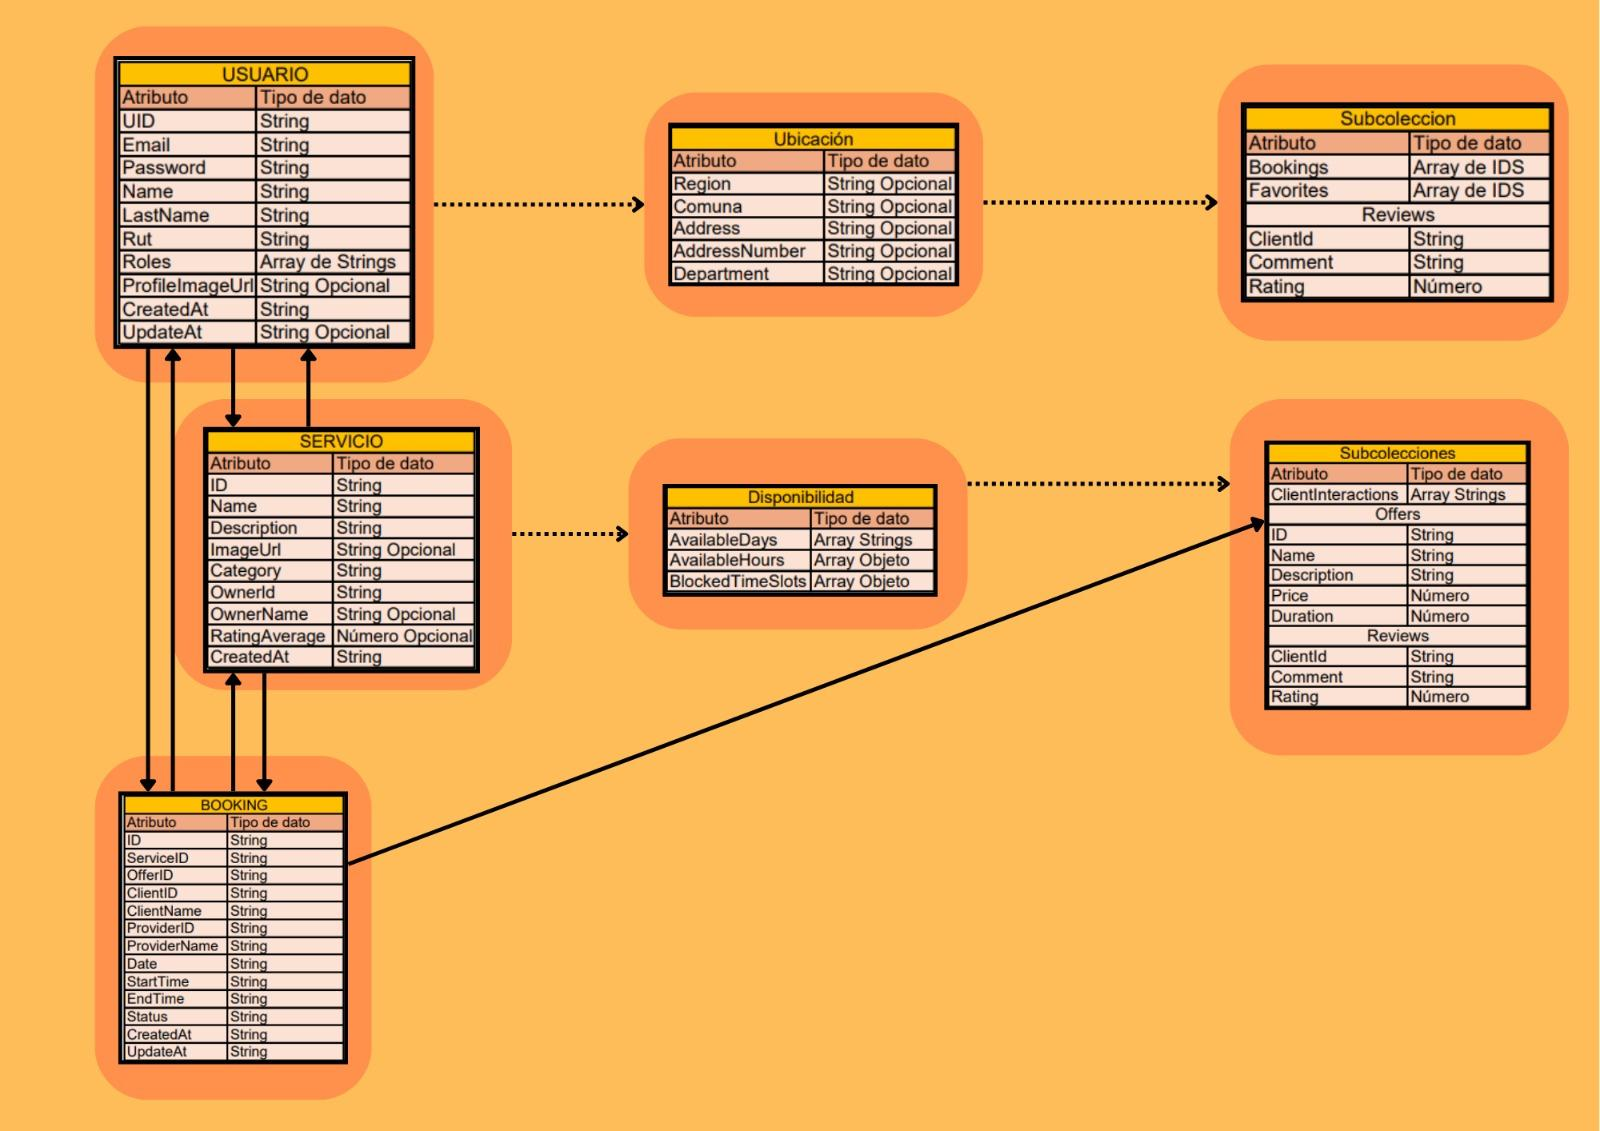 USUARIO
Atributo Tipo de dato
UID String
Email String
Password String
Name String
LastName String
Rut String
Roles Array de Strings
ProfileImageUrl String Opcional
CreatedAt String
UpdateAt String Opcional
Ubicación
Atributo Tipo de dato
Region String Opcional
Comuna String Opcional
Address String Opcional
AddressNumber String Opcional
Department String Opcional
Subcoleccion
Atributo Tipo de dato
Bookings Array de IDS
Favorites Array de IDS
Reviews
ClientId String
Comment String
Rating Número
SERVICIO
Atributo Tipo de dato
ID String
Name String
Description String
ImageUrl String Opcional
Category String
OwnerId String
OwnerName String Opcional
RatingAverage Número Opcional
CreatedAt String
Disponibilidad
Atributo Tipo de dato
AvailableDays Array Strings
AvailableHours Array Objeto
BlockedTimeSlots Array Objeto
Subcolecciones
Atributo Tipo de dato
ClientInteractions Array Strings
Offers
ID String
Name String
Description String
Price Número
Duration Número
Reviews
ClientId String
Comment String
Rating Número
BOOKING
Atributo Tipo de dato
ID String
ServiceID String
OfferID String
ClientID String
ClientName String
ProviderID String
ProviderName String
Date String
StartTime String
EndTime String
Status String
CreatedAt String
UpdateAt String